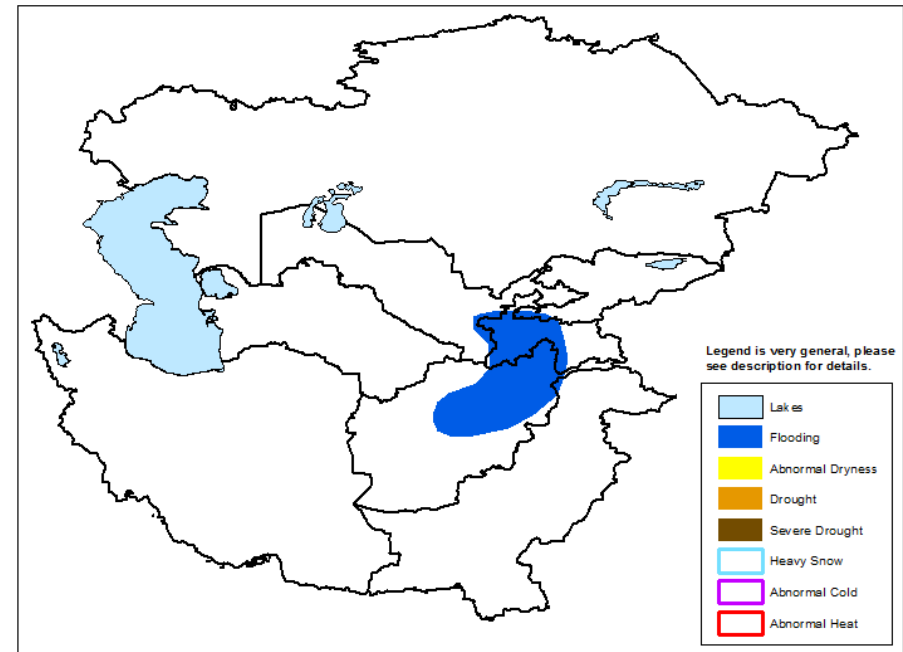 Legend is very general, please
see description for details.
Lakes
Flooding
Abnormal Dryness
Drought
Severe Drought
Heavy Snow
Abnormal Cold
Abnormal Heat